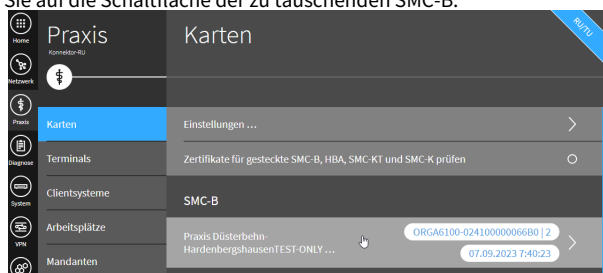 Sie auf die Schaltfläche der zu tauschenden SMC-B.
Home
Netzwerk
Praxis
Diagnose
System
VPN
Praxis
Konnektor-RU
Karten
Terminals
Clientsysteme
Arbeitsplätze
Mandanten
Karten
RU/TU
Einstellungen ...
Zertifikate für gesteckte SMC-B, HBA, SMC-KT und SMC-K prüfen
SMC-B
Praxis Düsterbehn-
HardenbergshausenTEST-ONLY ...
ORGA6100-024100000066B0 | 2
07.09.2023 7:40:23